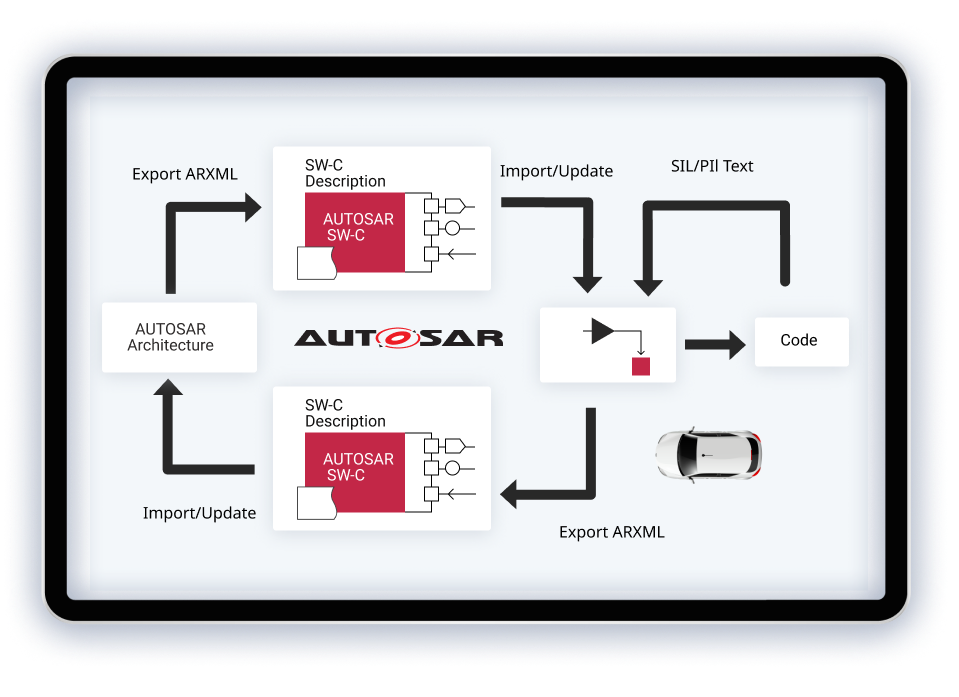 Export ARXML
SW-C
Description
AUTOSAR
SW-C
Import/Update
SIL/PIl Text
AUTOSAR
Architecture
AUTOSAR
Code
SW-C
Description
AUTOSAR
SW-C
Import/Update
Export ARXML